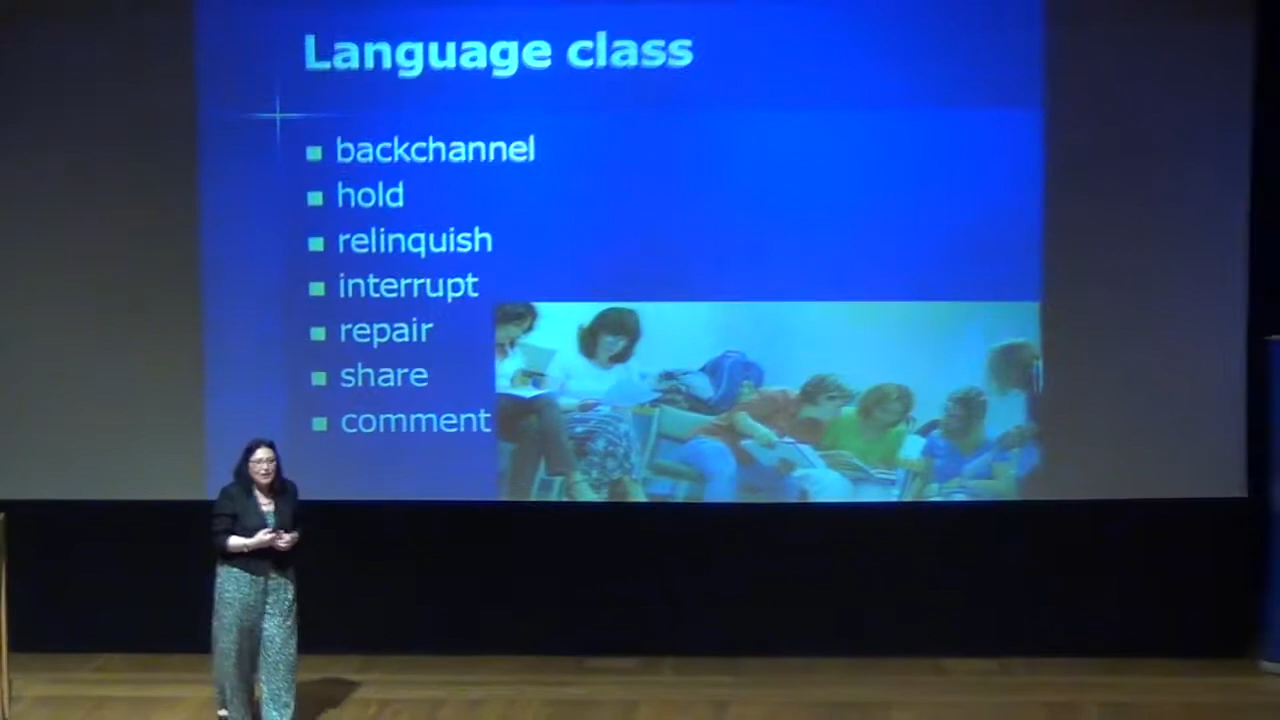 Language class
backchannel
hold
relinquish
interrupt
repair
share
comment